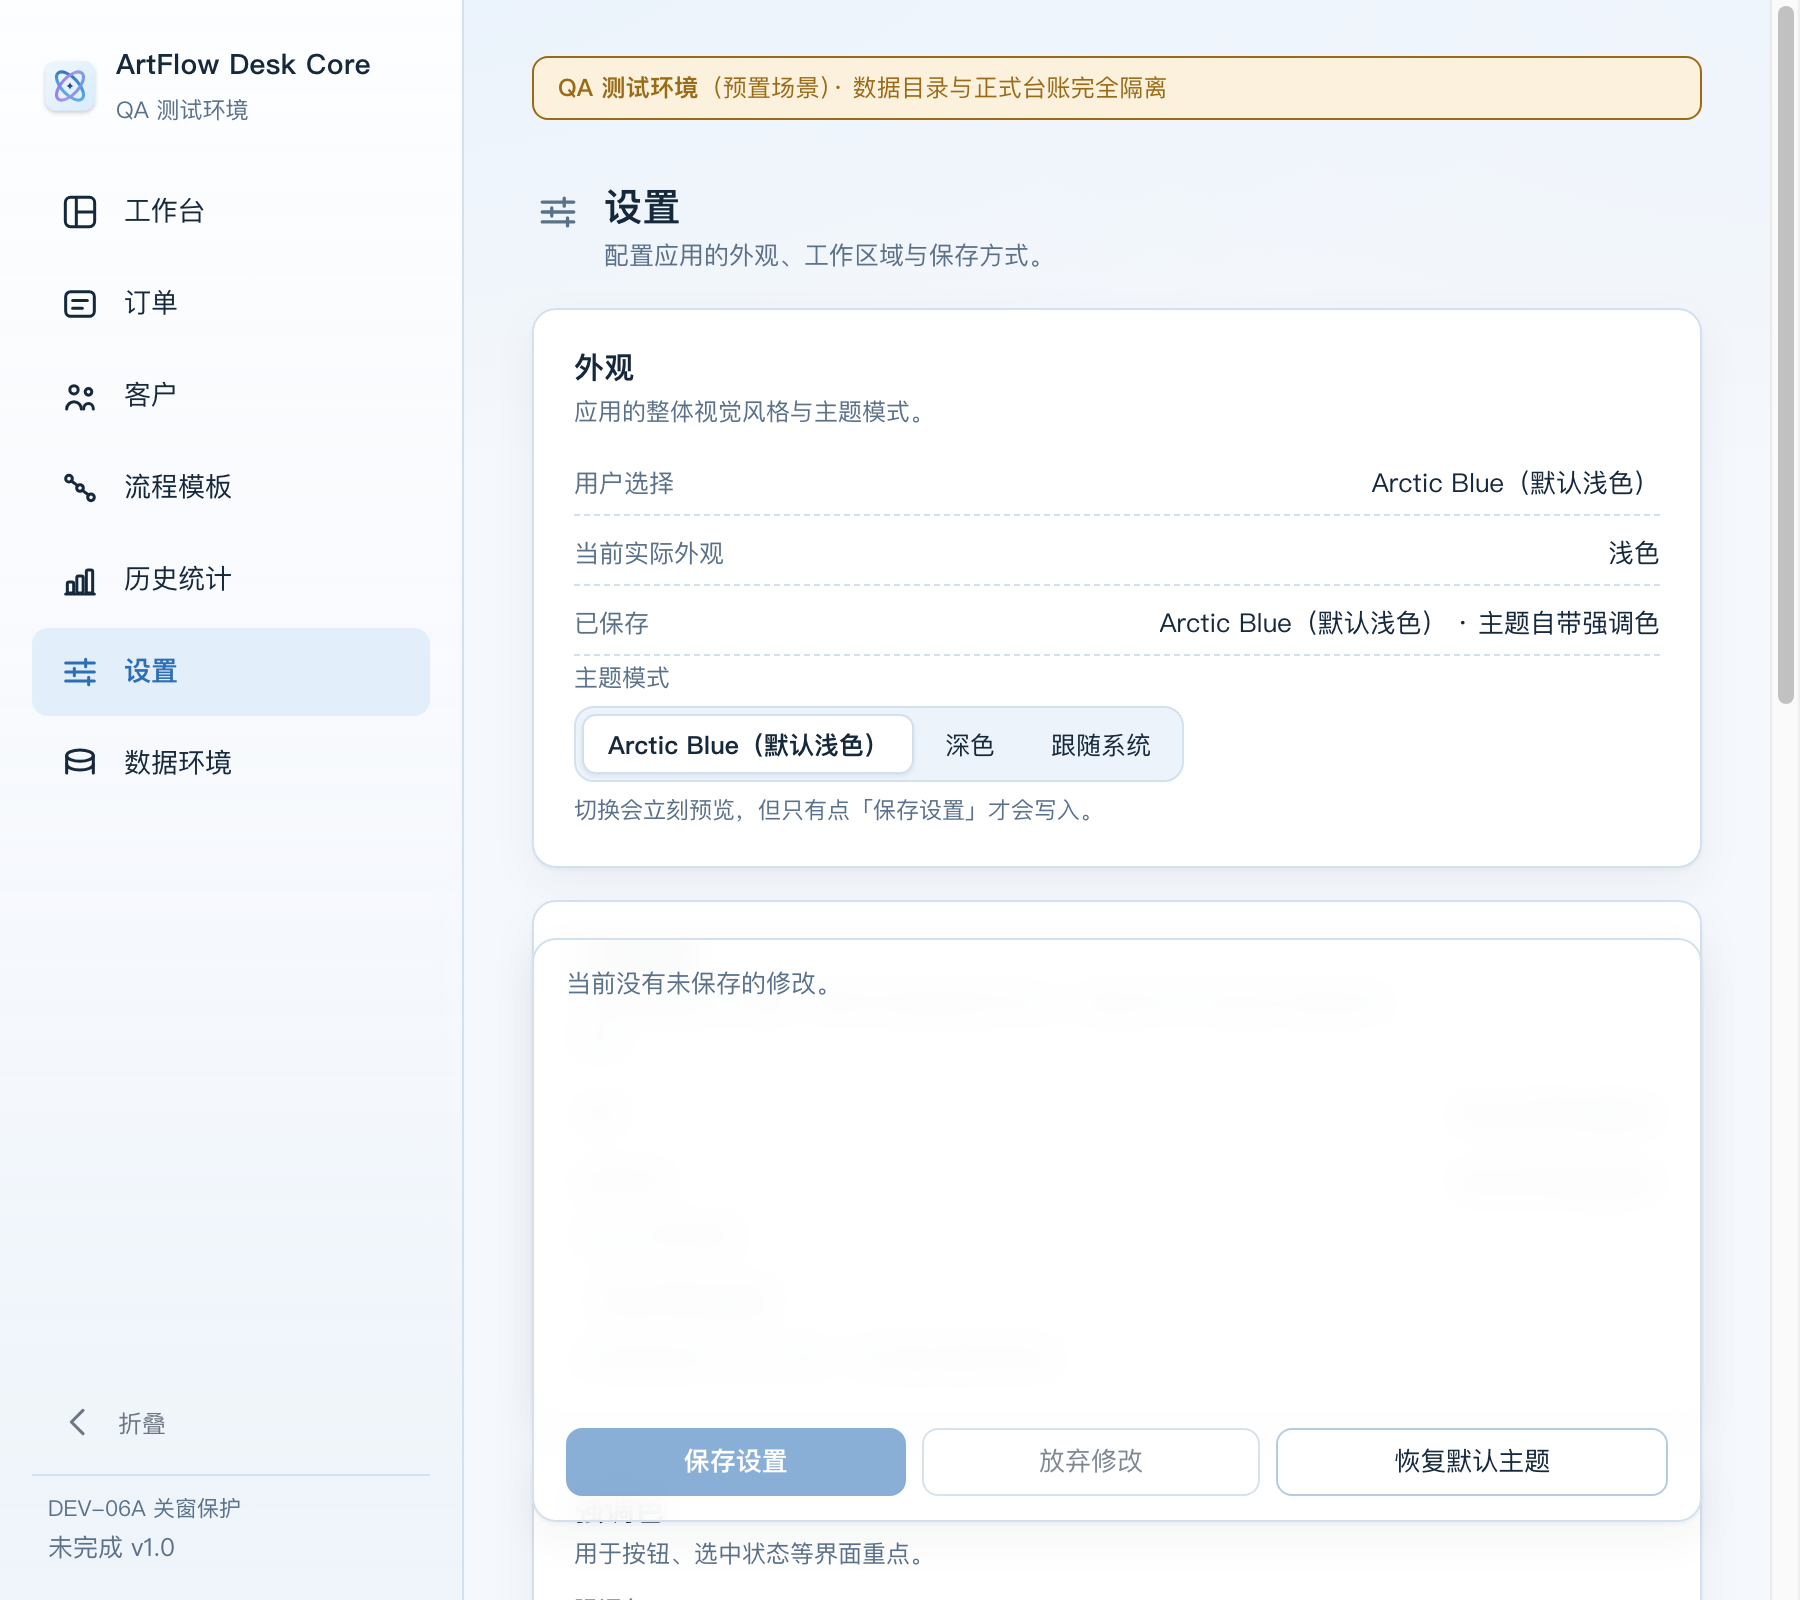 ArtFlow Desk Core
QA 测试环境
工作台
订单
客户
流程模板
历史统计
设置
数据环境
折叠
DEV-06A 关窗保护
未完成 v1.0
QA 测试环境（预置场景）· 数据目录与正式台账完全隔离
设置
配置应用的外观、工作区域与保存方式。
外观
应用的整体视觉风格与主题模式。
用户选择 Arctic Blue（默认浅色）
当前实际外观 浅色
已保存 Arctic Blue（默认浅色） · 主题自带强调色
主题模式
Arctic Blue（默认浅色） 深色 跟随系统
切换会立刻预览，但只有点「保存设置」才会写入。
当前没有未保存的修改。
保存设置 放弃修改 恢复默认主题
用于按钮、选中状态等界面重点。